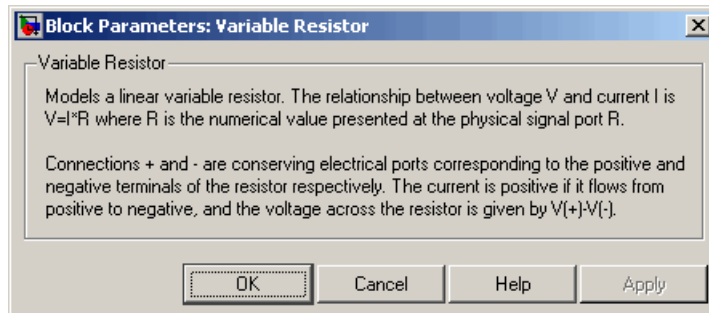 Block Parameters: Variable Resistor
Variable Resistor
Models a linear variable resistor. The relationship between voltage V and current I is
V=I*R where R is the numerical value presented at the physical signal port R.
Connections + and - are conserving electrical ports corresponding to the positive and
negative terminals of the resistor respectively. The current is positive if it flows from
positive to negative, and the voltage across the resistor is given by V(+)-V(-).
OK Cancel Help Apply